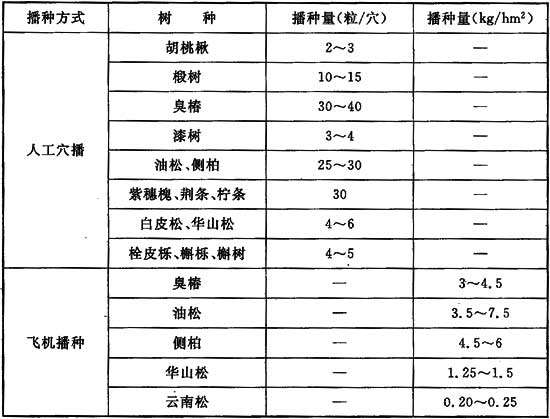 播种方式 树 种 播种量(粒/穴) 播种量(kg/hm²)
人工穴播 胡桃楸 2～3 —
椴树 10～15 —
臭椿 30～40 —
漆树 3～4 —
油松、侧柏 25～30 —
紫穗槐、荆条、柠条 30 —
白皮松、华山松 4～6 —
栓皮栎、槲栎、槲树 4～5 —
飞机播种 臭椿 — 3～4.5
油松 — 3.5～7.5
侧柏 — 4.5～6
华山松 — 1.25～1.5
云南松 — 0.20～0.25